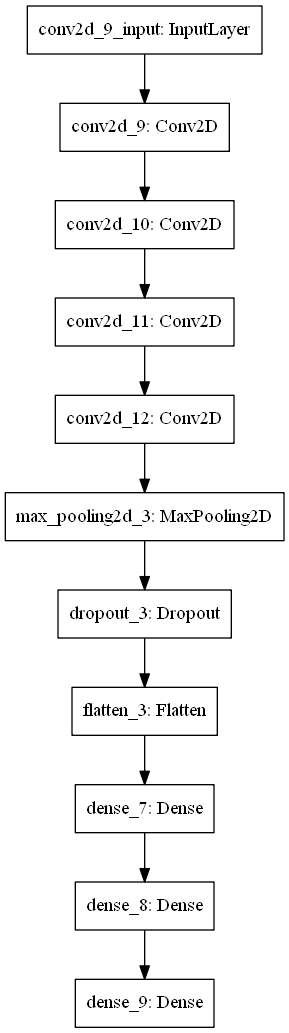 conv2d_9_input: InputLayer
conv2d_9: Conv2D
conv2d_10: Conv2D
conv2d_11: Conv2D
conv2d_12: Conv2D
max_pooling2d_3: MaxPooling2D
dropout_3: Dropout
flatten_3: Flatten
dense_7: Dense
dense_8: Dense
dense_9: Dense